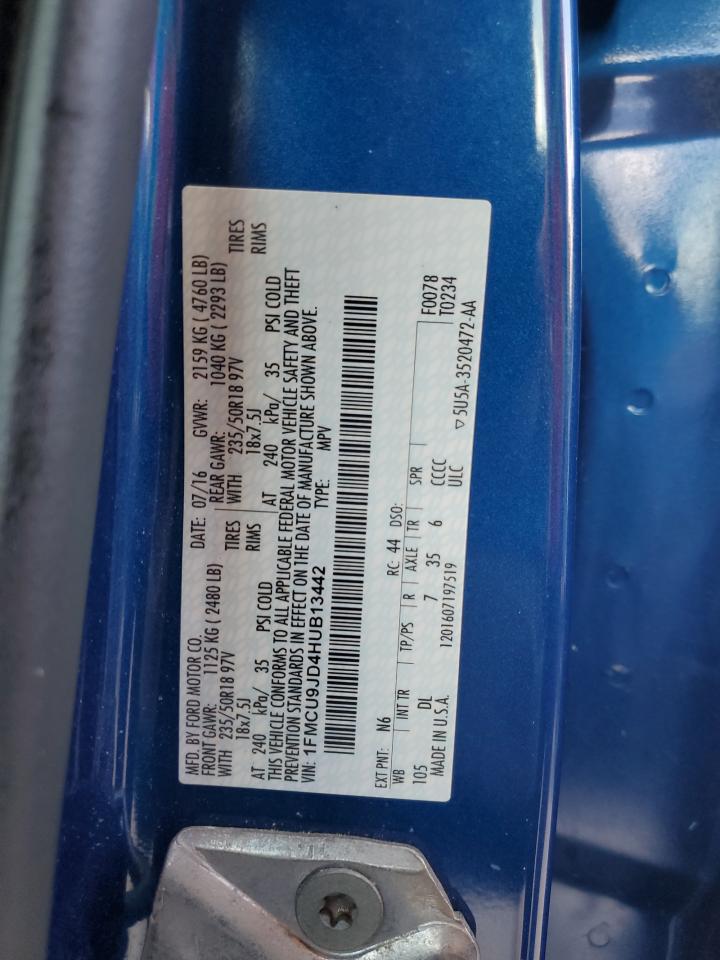 MFD. BY FORD MOTOR CO. DATE: 07/16 GVWR: 2159 KG ( 4760 LB)
FRONT GAWR: 1125 KG ( 2480 LB) REAR GAWR: 1040 KG ( 2293 LB)
WITH 235/50R18 97V TIRES WITH 235/50R18 97V TIRES
18x7.5J RIMS 18x7.5J RIMS
AT 240 kPa/ 35 PSI COLD AT 240 kPa/ 35 PSI COLD
THIS VEHICLE CONFORMS TO ALL APPLICABLE FEDERAL MOTOR VEHICLE SAFETY AND THEFT
PREVENTION STANDARDS IN EFFECT ON THE DATE OF MANUFACTURE SHOWN ABOVE.
VIN: 1FMCU9JD4HUB13442 TYPE: MPV
EXT PNT: N6 RC: 44 DSO:
WB INT TR TP/PS R AXLE TR SPR F0078
T0234
105 DL 7 35 6 CCCC
MADE IN U.S.A. 1201607197519 ULC ▽5U5A-3520472-AA